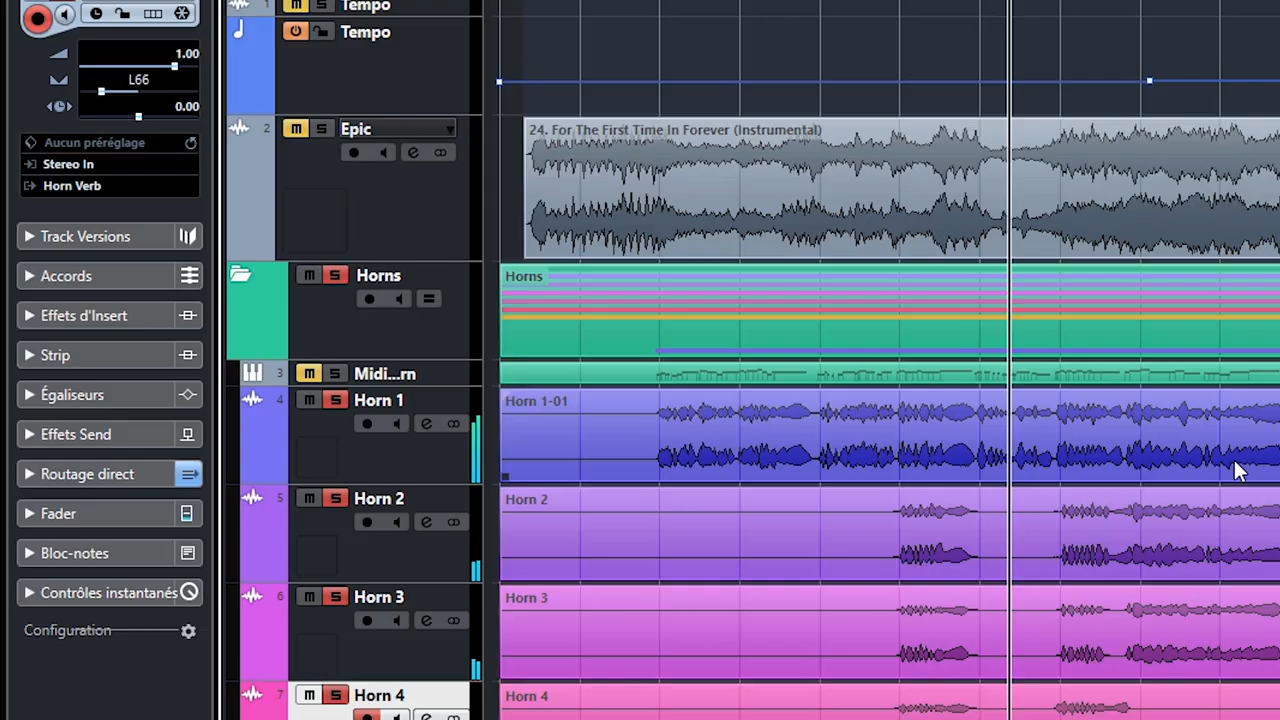 1 m S Tempo
Tempo
1.00
L66
0.00
Aucun préréglage
Stereo In
Horn Verb
Track Versions
Accords
Effets d'Insert
Strip
Égaliseurs
Effets Send
Routage direct
Fader
Bloc-notes
Contrôles instantanés
Configuration
2 m S Epic
e
24. For The First Time In Forever (Instrumental)
m S Horns
Horns
3 m S Midi...rn
4 m S Horn 1
e
Horn 1-01
5 m S Horn 2
e
Horn 2
6 m S Horn 3
e
Horn 3
7 m S Horn 4
e
Horn 4